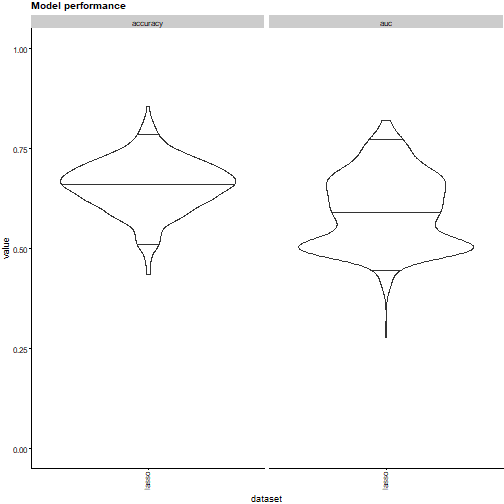 Model performance
accuracy
auc
1.00
0.75
0.50
0.25
0.00
value
lasso
lasso
dataset